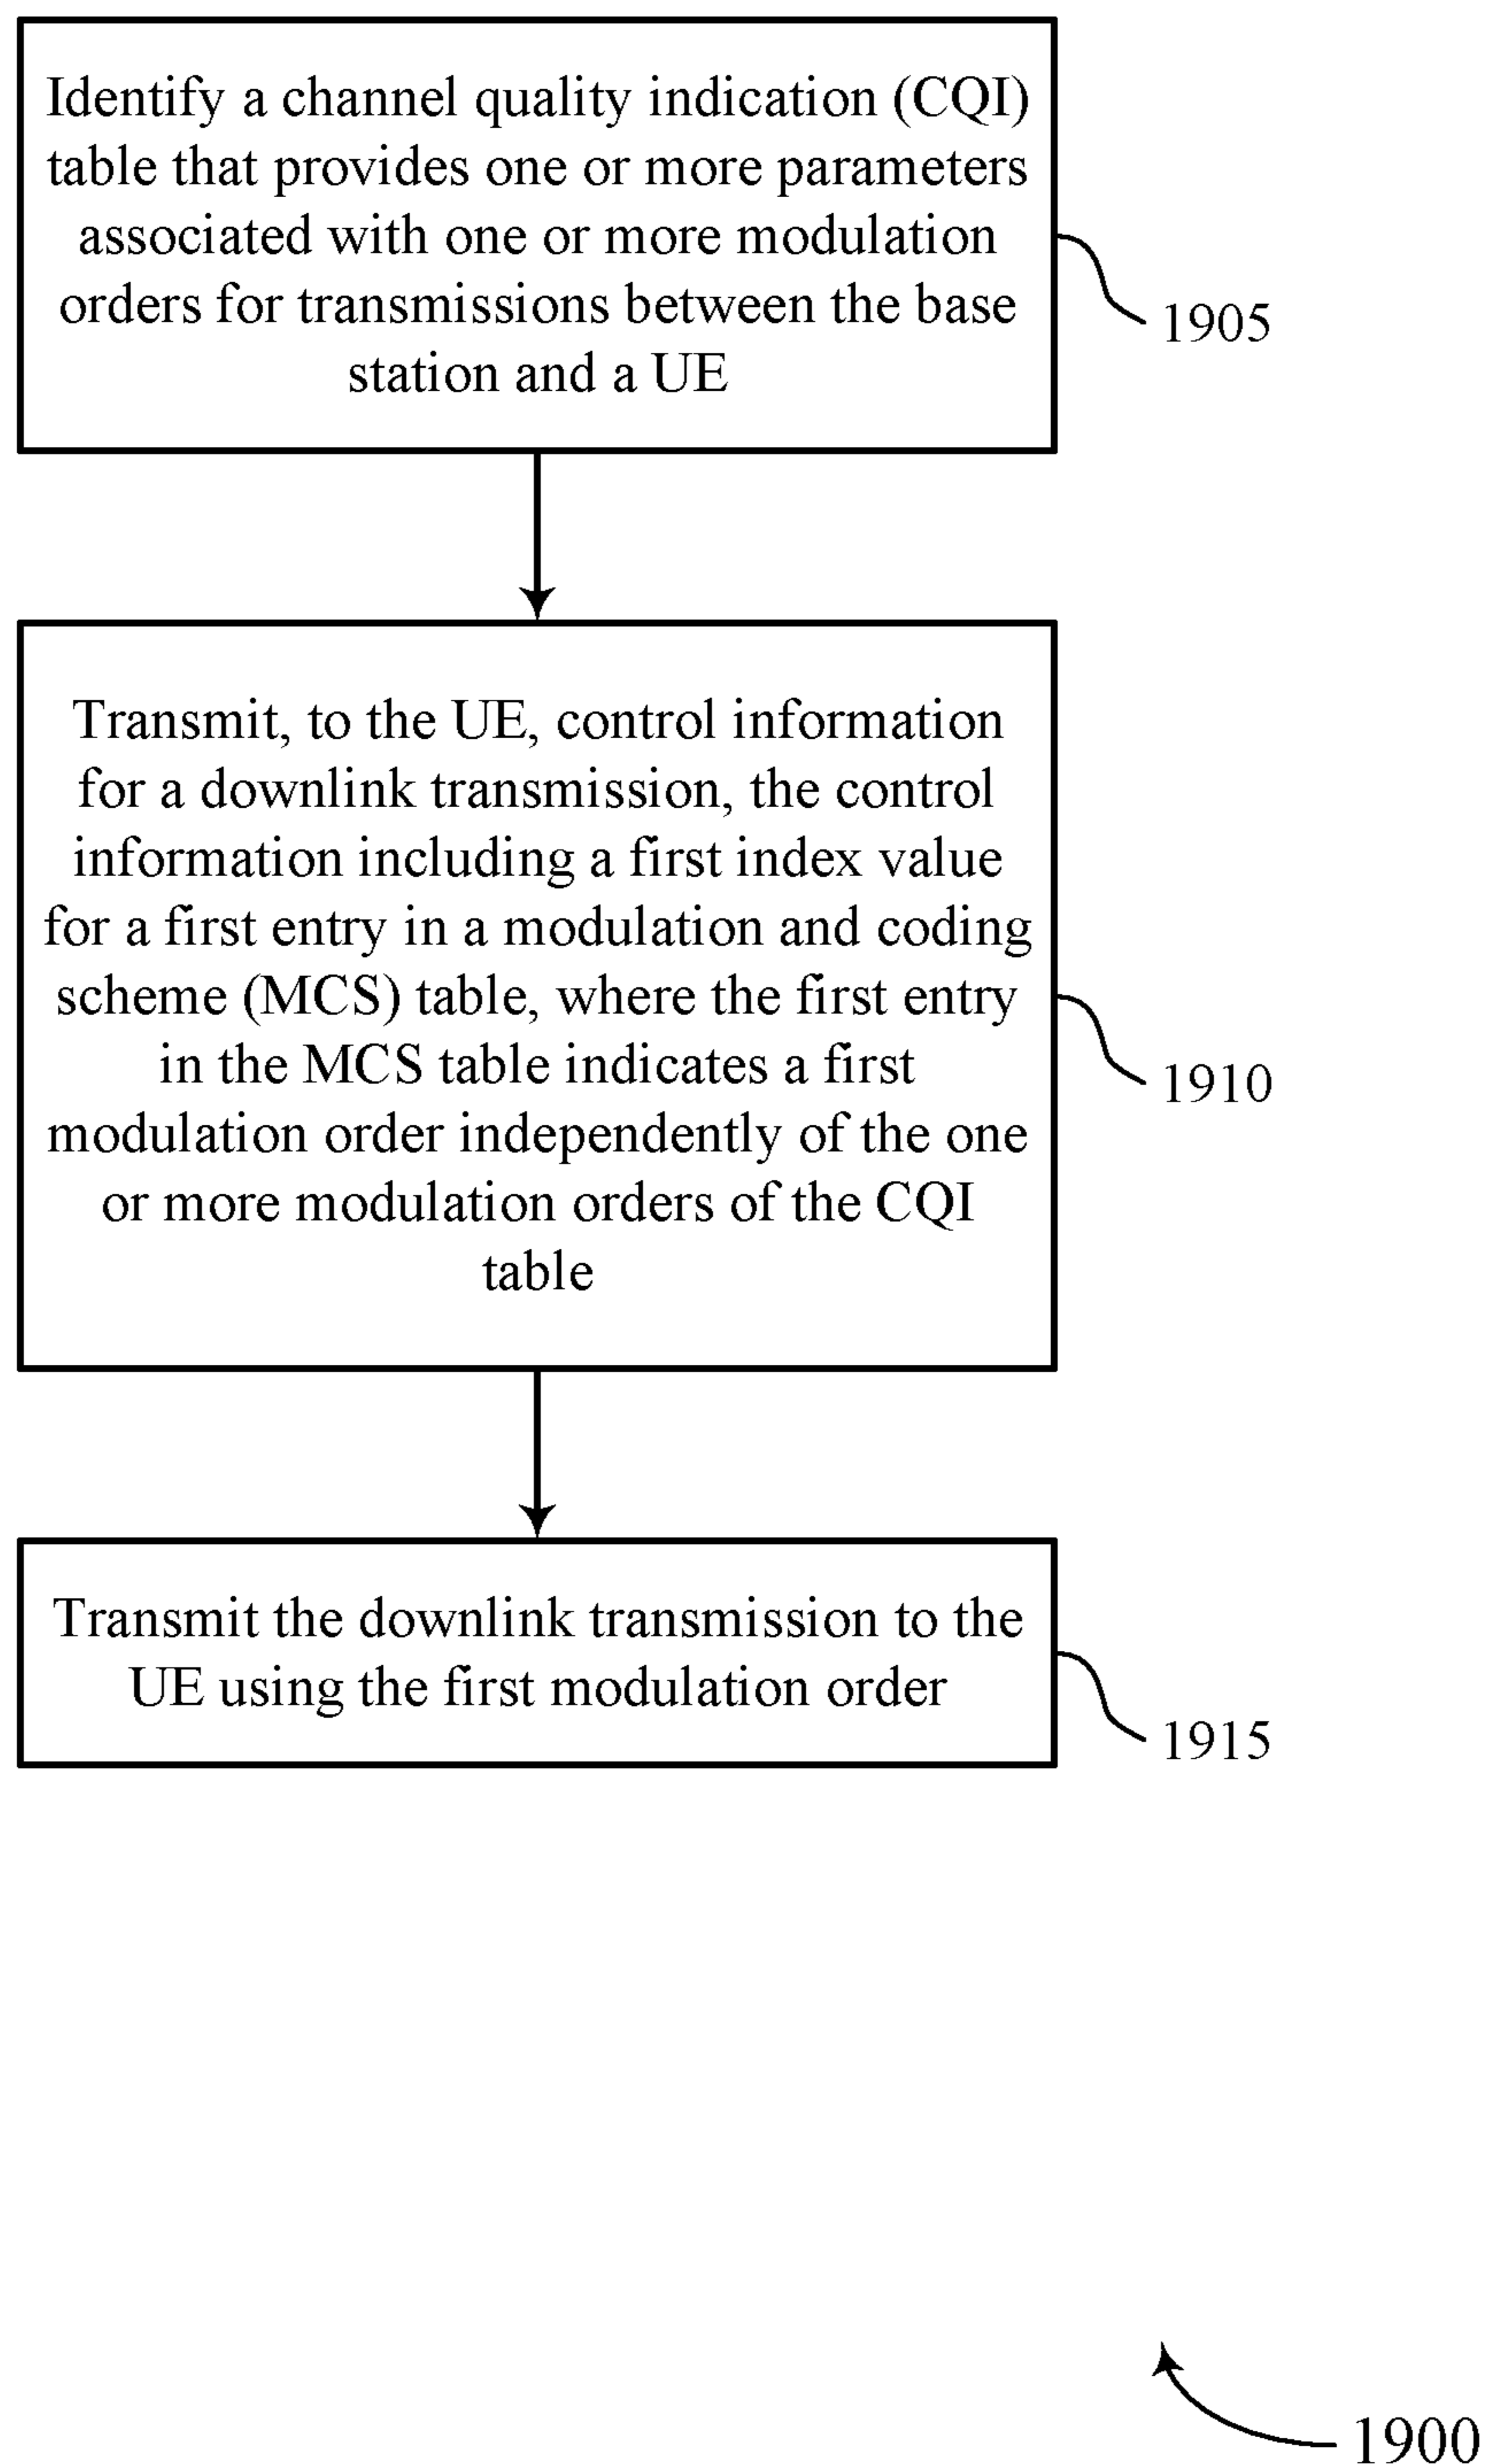 Identify a channel quality indication (CQI)
table that provides one or more parameters
associated with one or more modulation
orders for transmissions between the base
station and a UE
1905
Transmit, to the UE, control information
for a downlink transmission, the control
information including a first index value
for a first entry in a modulation and coding
scheme (MCS) table, where the first entry
in the MCS table indicates a first
modulation order independently of the one
or more modulation orders of the CQI
table
1910
Transmit the downlink transmission to the
UE using the first modulation order
1915
1900